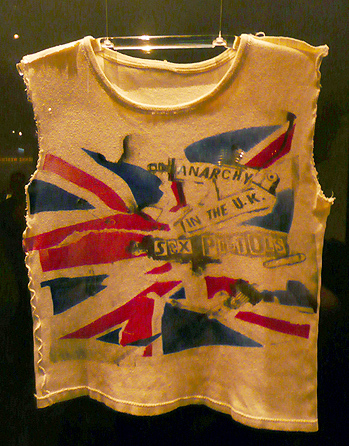 ANARCHY
IN THE U.K.
SEX PISTOLS